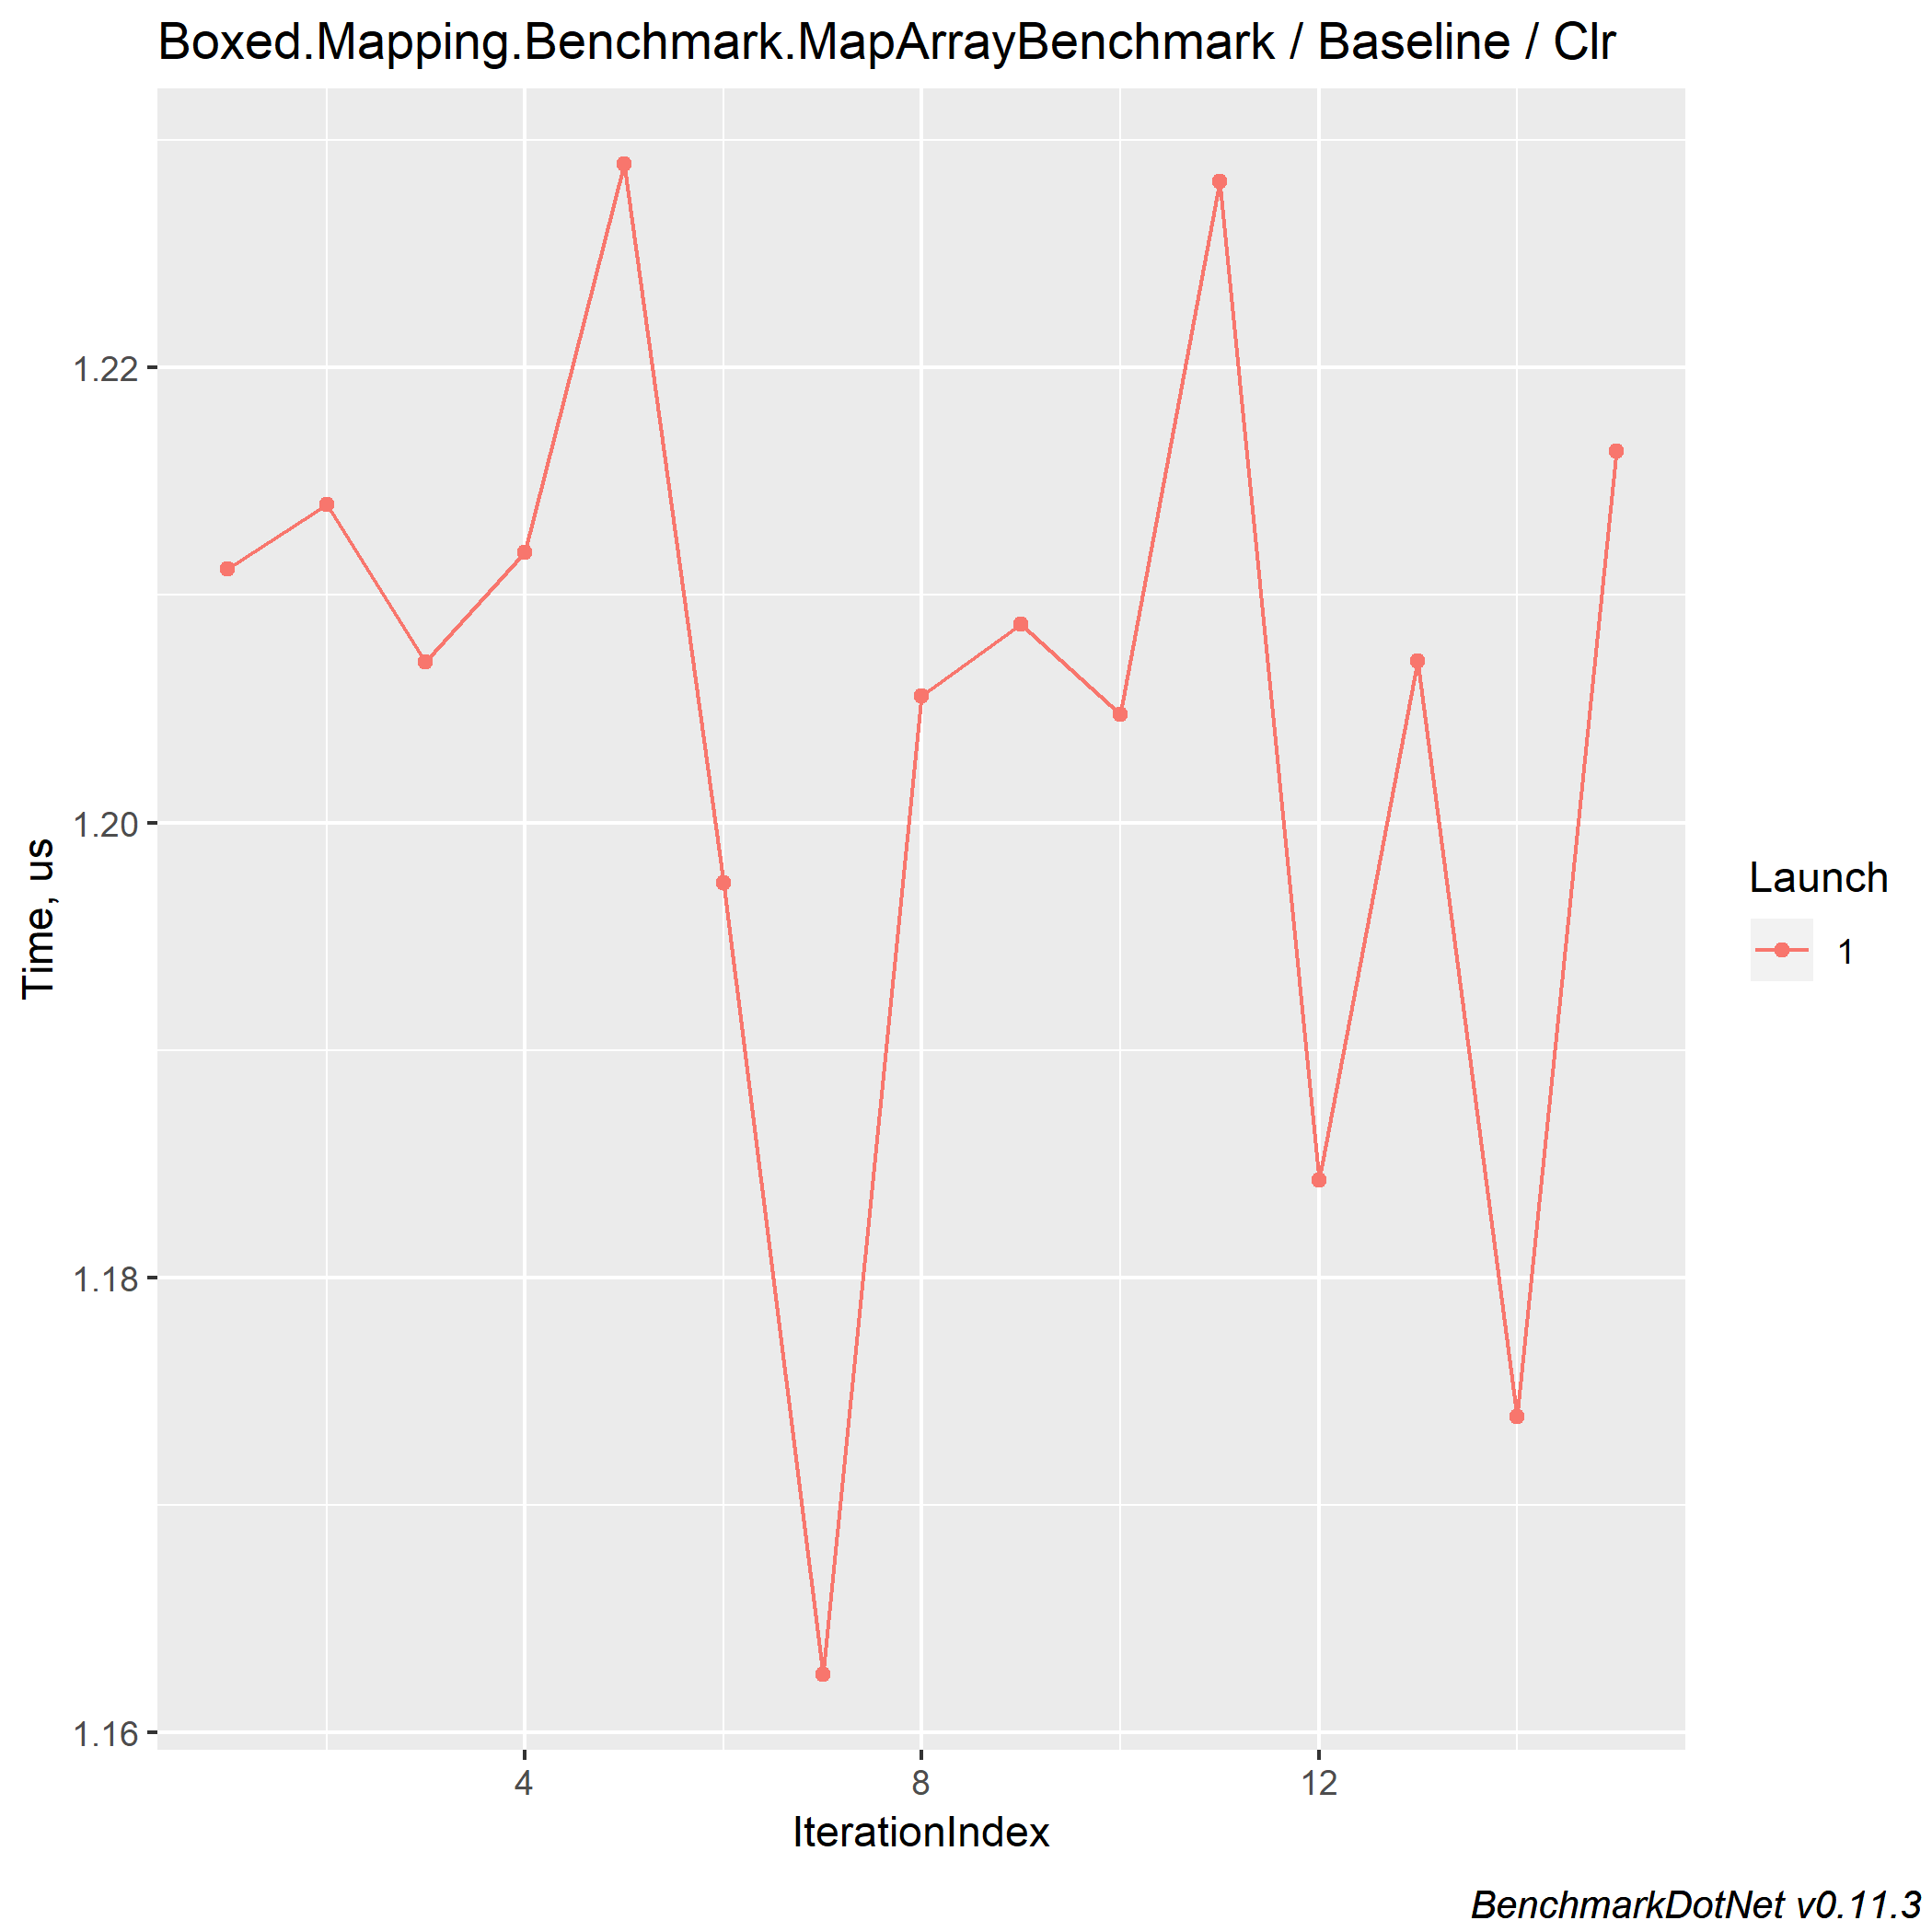 Boxed.Mapping.Benchmark.MapArrayBenchmark / Baseline / Clr
1.22
1.20
1.18
1.16
Time, us
4 8 12
IterationIndex
Launch
1
BenchmarkDotNet v0.11.3